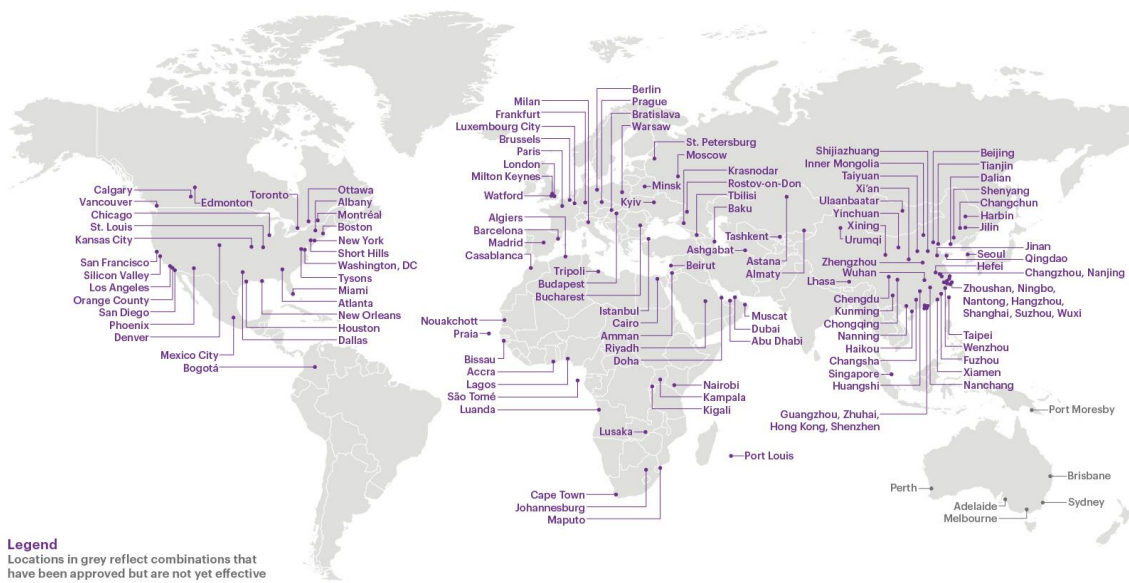 Calgary
Vancouver
Edmonton
Chicago
St. Louis
Kansas City
Toronto
Ottawa
Albany
Montréal
Boston
New York
Short Hills
Washington, DC
Tysons
Miami
Atlanta
New Orleans
Houston
Dallas
San Francisco
Silicon Valley
Los Angeles
Orange County
San Diego
Phoenix
Denver
Mexico City
Bogotá
Milan
Frankfurt
Luxembourg City
Brussels
Paris
London
Milton Keynes
Watford
Berlin
Prague
Bratislava
Warsaw
St. Petersburg
Moscow
Minsk
Kyiv
Krasnodar
Rostov-on-Don
Tbilisi
Baku
Algiers
Barcelona
Madrid
Casablanca
Tripoli
Budapest
Bucharest
Tashkent
Ashgabat
Astana
Almaty
Beirut
Istanbul
Cairo
Amman
Riyadh
Doha
Muscat
Dubai
Abu Dhabi
Nouakchott
Praia
Bissau
Accra
Lagos
São Tomé
Luanda
Nairobi
Kampala
Kigali
Lusaka
Port Louis
Cape Town
Johannesburg
Maputo
Shijiazhuang
Inner Mongolia
Taiyuan
Xi'an
Ulaanbaatar
Yinchuan
Xining
Urumqi
Zhengzhou
Wuhan
Lhasa
Chengdu
Kunming
Chongqing
Nanning
Haikou
Changsha
Singapore
Huangshi
Beijing
Tianjin
Dalian
Shenyang
Changchun
Harbin
Jilin
Jinan
Seoul
Qingdao
Hefei
Changzhou, Nanjing
Zhoushan, Ningbo,
Nantong, Hangzhou,
Shanghai, Suzhou, Wuxi
Taipei
Wenzhou
Fuzhou
Xiamen
Nanchang
Guangzhou, Zhuhai,
Hong Kong, Shenzhen
Port Moresby
Brisbane
Perth
Adelaide
Sydney
Melbourne
Legend
Locations in grey reflect combinations that
have been approved but are not yet effective